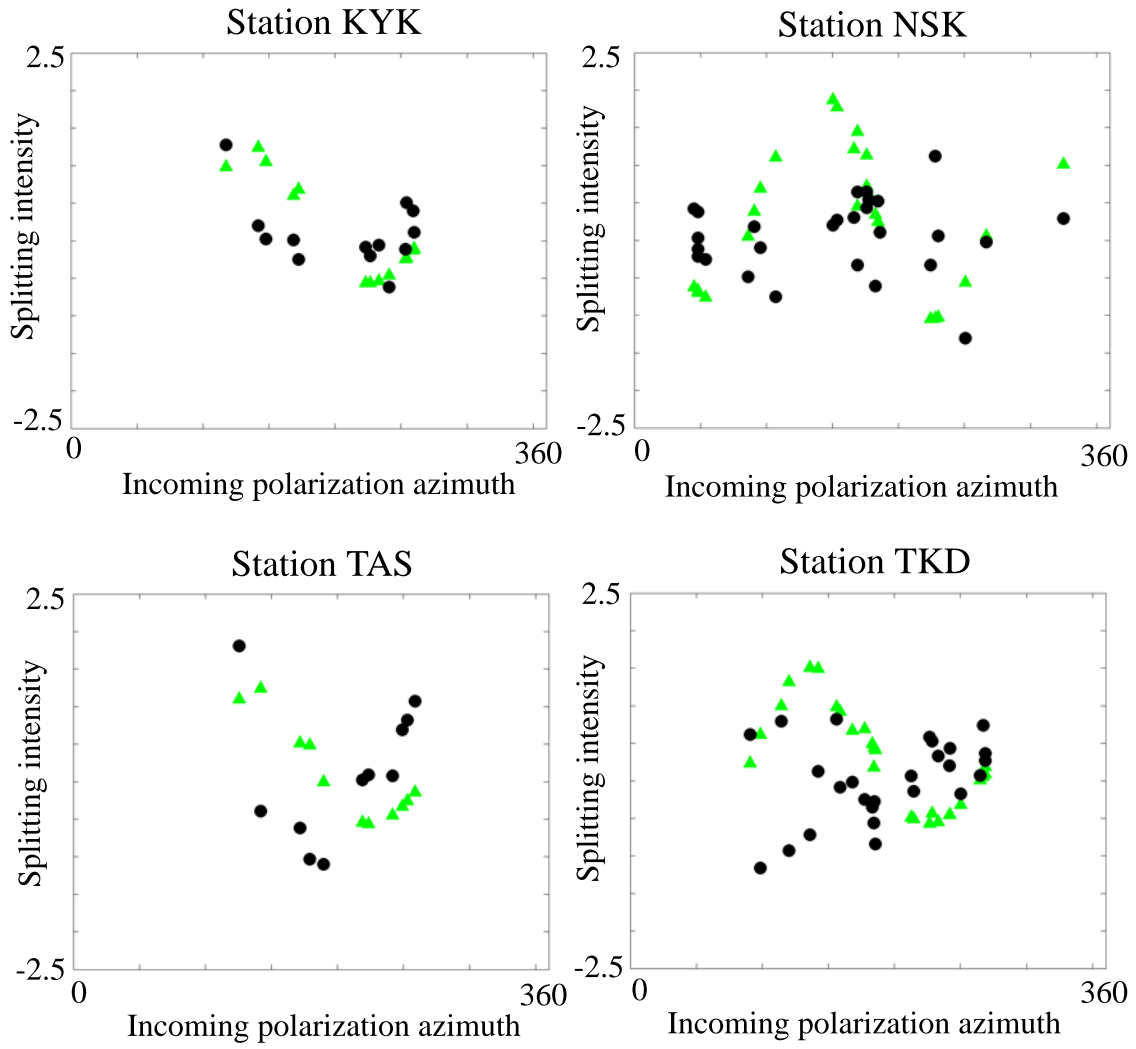 Station KYK
2.5
Splitting intensity
-2.5
0
360
Incoming polarization azimuth
Station NSK
2.5
Splitting intensity
-2.5
0
360
Incoming polarization azimuth
Station TAS
2.5
Splitting intensity
-2.5
0
360
Incoming polarization azimuth
Station TKD
2.5
Splitting intensity
-2.5
0
360
Incoming polarization azimuth